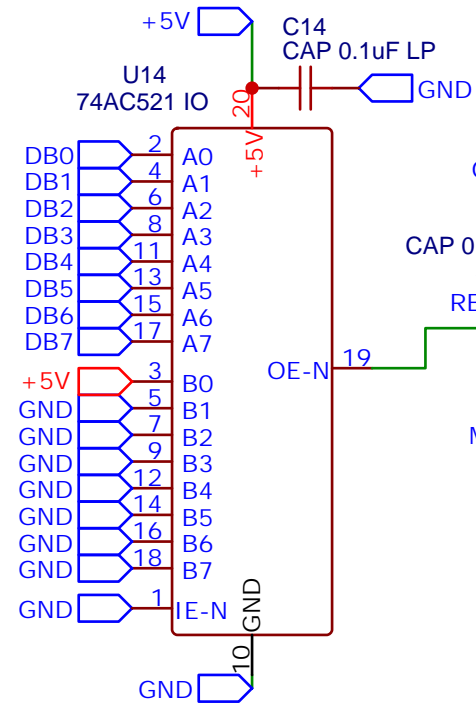 +5V
C14
CAP 0.1uF LP
GND
U14
74AC521 IO
20
+5V
DB0 2 A0
DB1 4 A1
DB2 6 A2
DB3 8 A3
CAP 0
DB4 11 A4
DB5 13 A5
RE
DB6 15 A6
DB7 17 A7
OE-N 19
+5V 3 B0
GND 5 B1
GND 7 B2
GND 9 B3
GND 12 B4
GND 14 B5
GND 16 B6
GND 18 B7
GND 1 IE-N
GND
10
GND